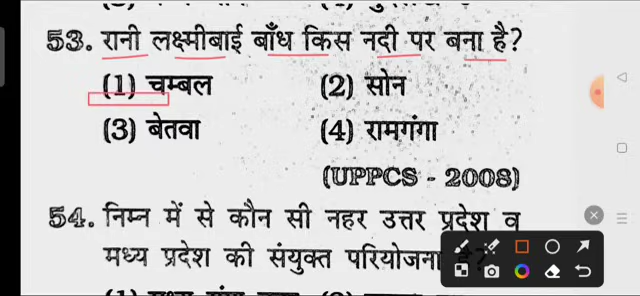 53. रानी लक्ष्मीबाई बाँध किस नदी पर बना है?
(1) चम्बल (2) सोन
(3) बेतवा (4) रामगंगा
(UPPCS - 2008)
54. निम्न में से कौन सी नहर उत्तर प्रदेश व
मध्य प्रदेश की संयुक्त परियोजना